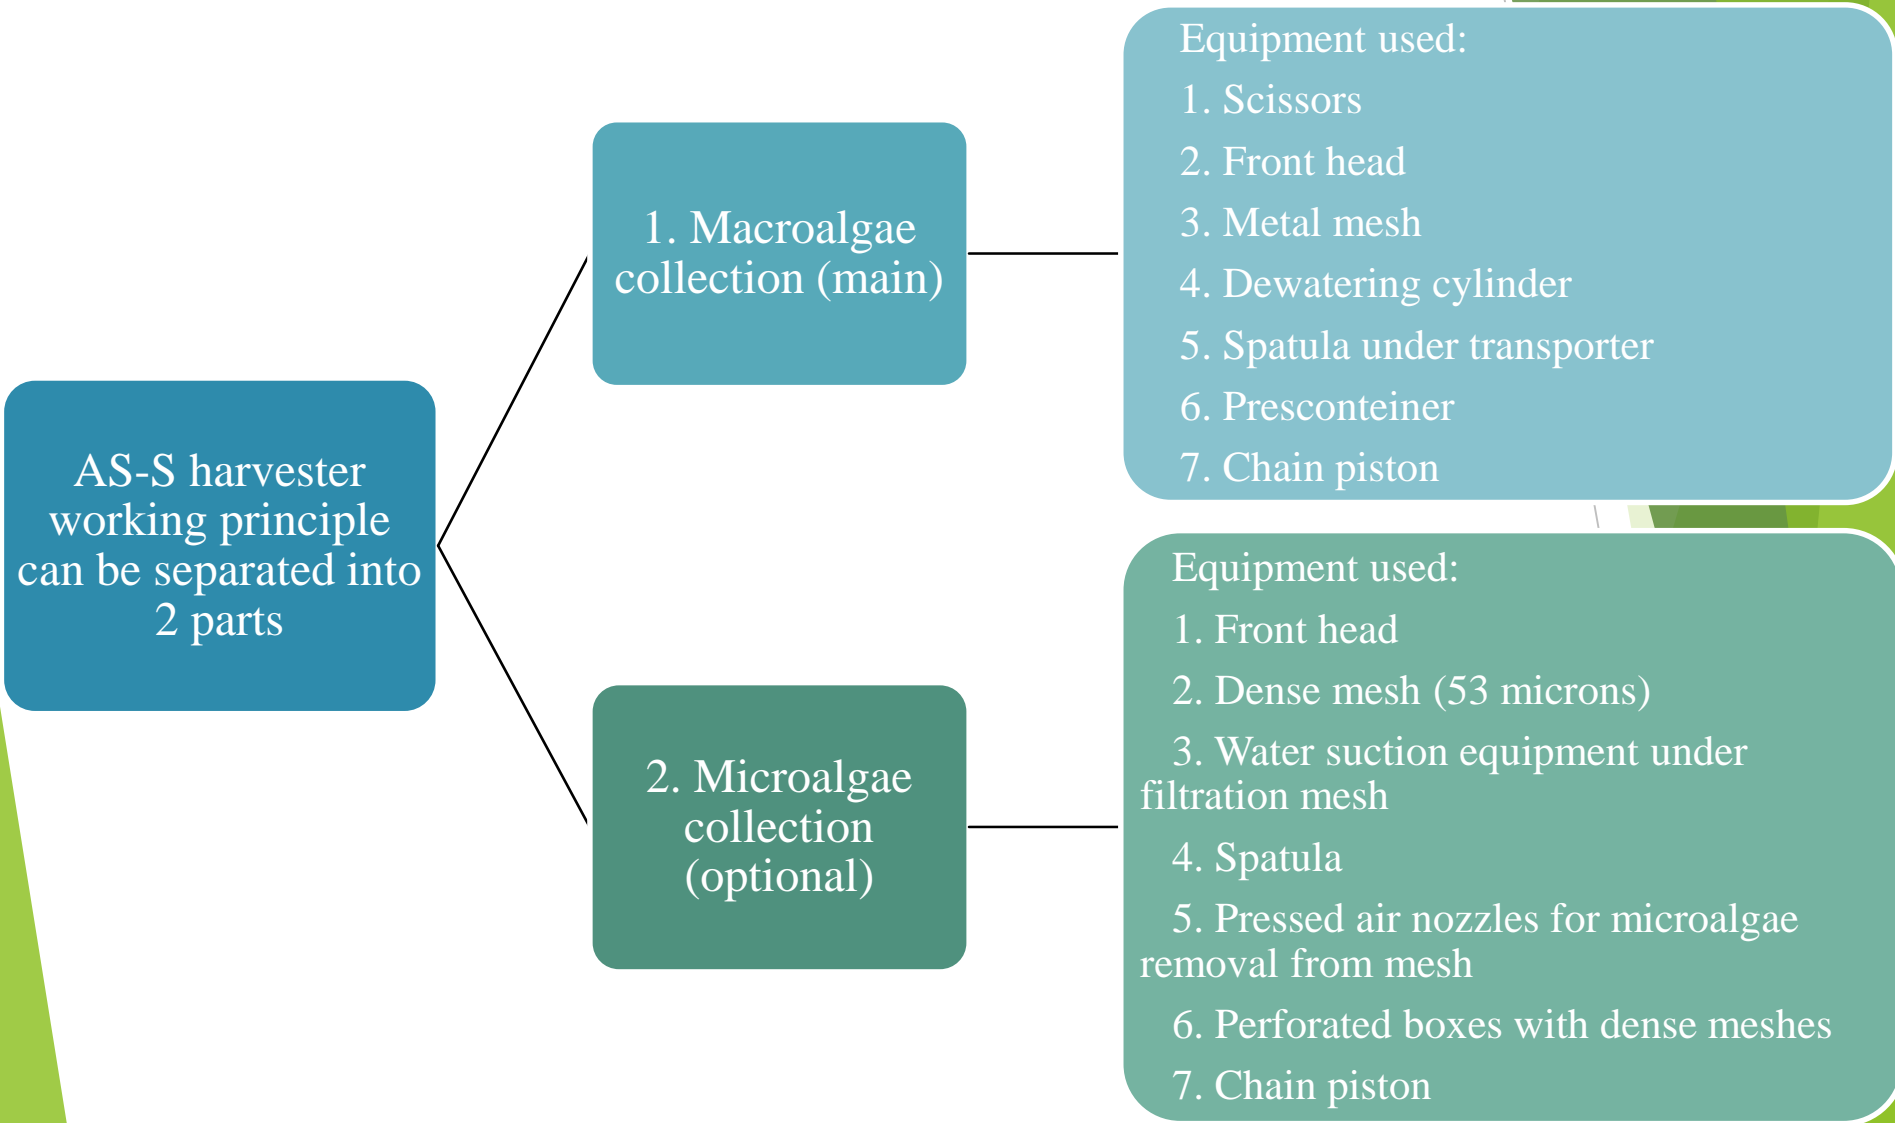 AS-S harvester
working principle
can be separated into
2 parts
1. Macroalgae
collection (main)
Equipment used:
1. Scissors
2. Front head
3. Metal mesh
4. Dewatering cylinder
5. Spatula under transporter
6. Presconteiner
7. Chain piston
2. Microalgae
collection
(optional)
Equipment used:
1. Front head
2. Dense mesh (53 microns)
3. Water suction equipment under
filtration mesh
4. Spatula
5. Pressed air nozzles for microalgae
removal from mesh
6. Perforated boxes with dense meshes
7. Chain piston